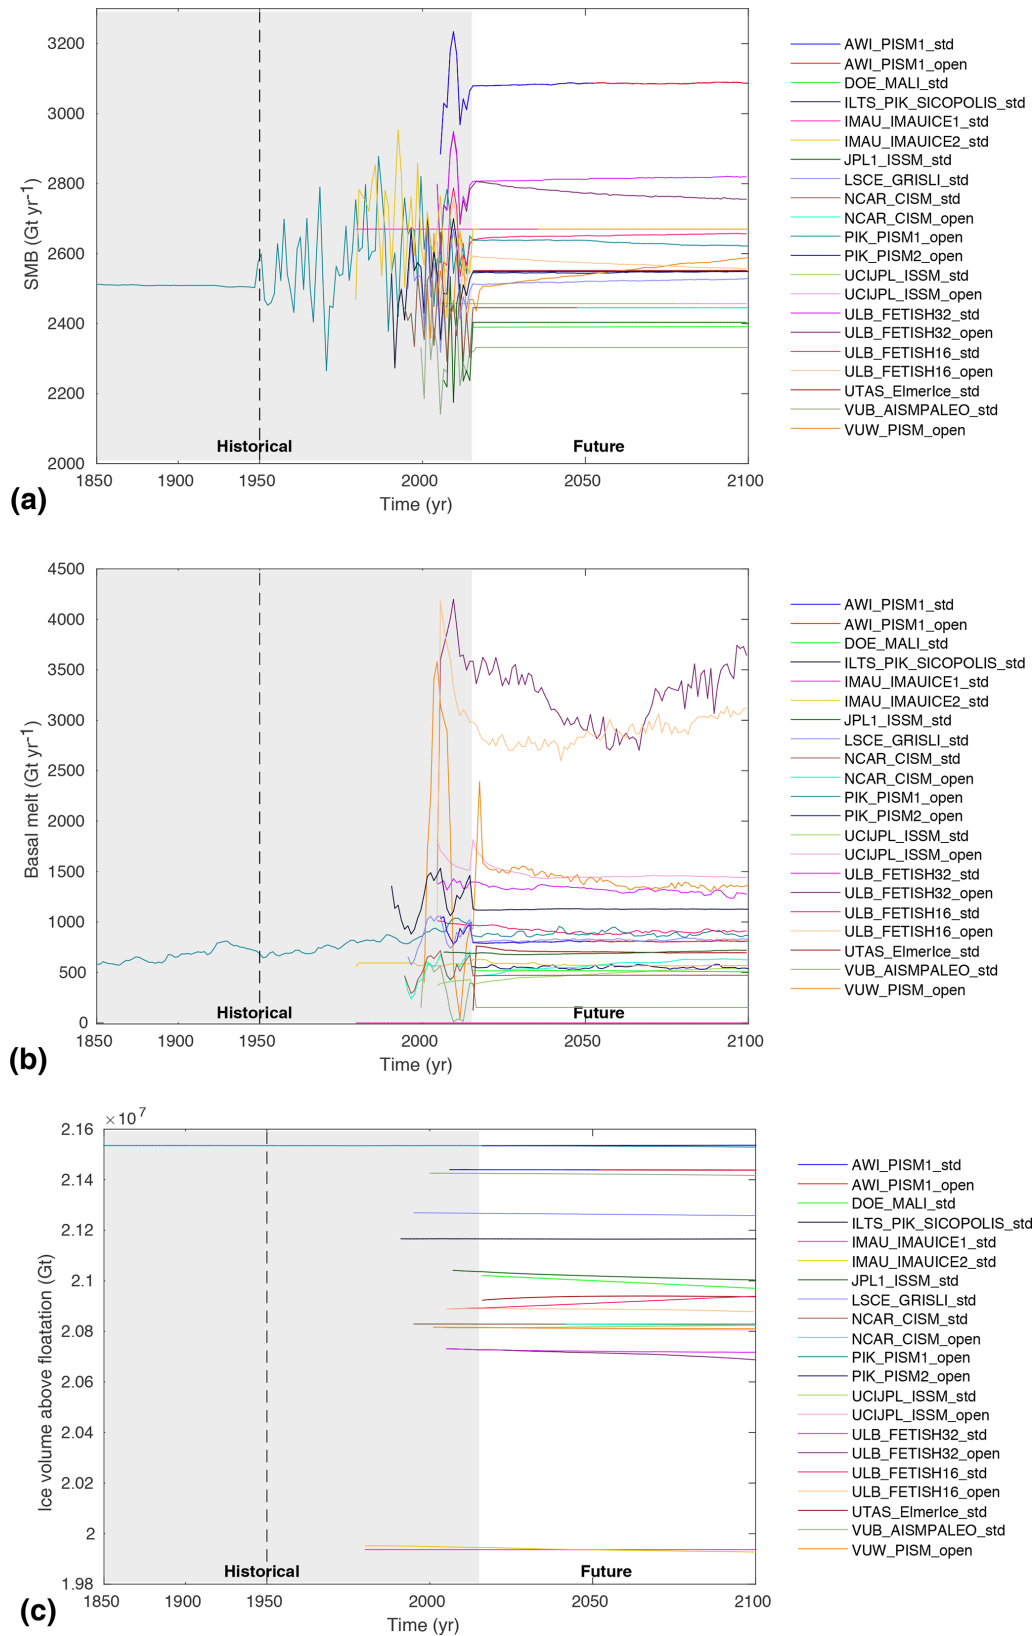 3200
3000
2800
2600
2400
2200
2000
SMB (Gt yr-1)
Historical
Future
1850 1900 1950 2000 2050 2100
Time (yr)
(a)
AWI_PISM1_std
AWI_PISM1_open
DOE_MALI_std
ILTS_PIK_SICOPOLIS_std
IMAU_IMAUICE1_std
IMAU_IMAUICE2_std
JPL1_ISSM_std
LSCE_GRISLI_std
NCAR_CISM_std
NCAR_CISM_open
PIK_PISM1_open
PIK_PISM2_open
UCIJPL_ISSM_std
UCIJPL_ISSM_open
ULB_FETISH32_std
ULB_FETISH32_open
ULB_FETISH16_std
ULB_FETISH16_open
UTAS_ElmerIce_std
VUB_AISMPALEO_std
VUW_PISM_open
4500
4000
3500
3000
2500
2000
1500
1000
500
0
Basal melt (Gt yr-1)
Historical
Future
1850 1900 1950 2000 2050 2100
Time (yr)
(b)
AWI_PISM1_std
AWI_PISM1_open
DOE_MALI_std
ILTS_PIK_SICOPOLIS_std
IMAU_IMAUICE1_std
IMAU_IMAUICE2_std
JPL1_ISSM_std
LSCE_GRISLI_std
NCAR_CISM_std
NCAR_CISM_open
PIK_PISM1_open
PIK_PISM2_open
UCIJPL_ISSM_std
UCIJPL_ISSM_open
ULB_FETISH32_std
ULB_FETISH32_open
ULB_FETISH16_std
ULB_FETISH16_open
UTAS_ElmerIce_std
VUB_AISMPALEO_std
VUW_PISM_open
×10 7
2.16
2.14
2.12
2.1
2.08
2.06
2.04
2.02
2
1.98
Ice volume above floatation (Gt)
Historical
Future
1850 1900 1950 2000 2050 2100
Time (yr)
(c)
AWI_PISM1_std
AWI_PISM1_open
DOE_MALI_std
ILTS_PIK_SICOPOLIS_std
IMAU_IMAUICE1_std
IMAU_IMAUICE2_std
JPL1_ISSM_std
LSCE_GRISLI_std
NCAR_CISM_std
NCAR_CISM_open
PIK_PISM1_open
PIK_PISM2_open
UCIJPL_ISSM_std
UCIJPL_ISSM_open
ULB_FETISH32_std
ULB_FETISH32_open
ULB_FETISH16_std
ULB_FETISH16_open
UTAS_ElmerIce_std
VUB_AISMPALEO_std
VUW_PISM_open